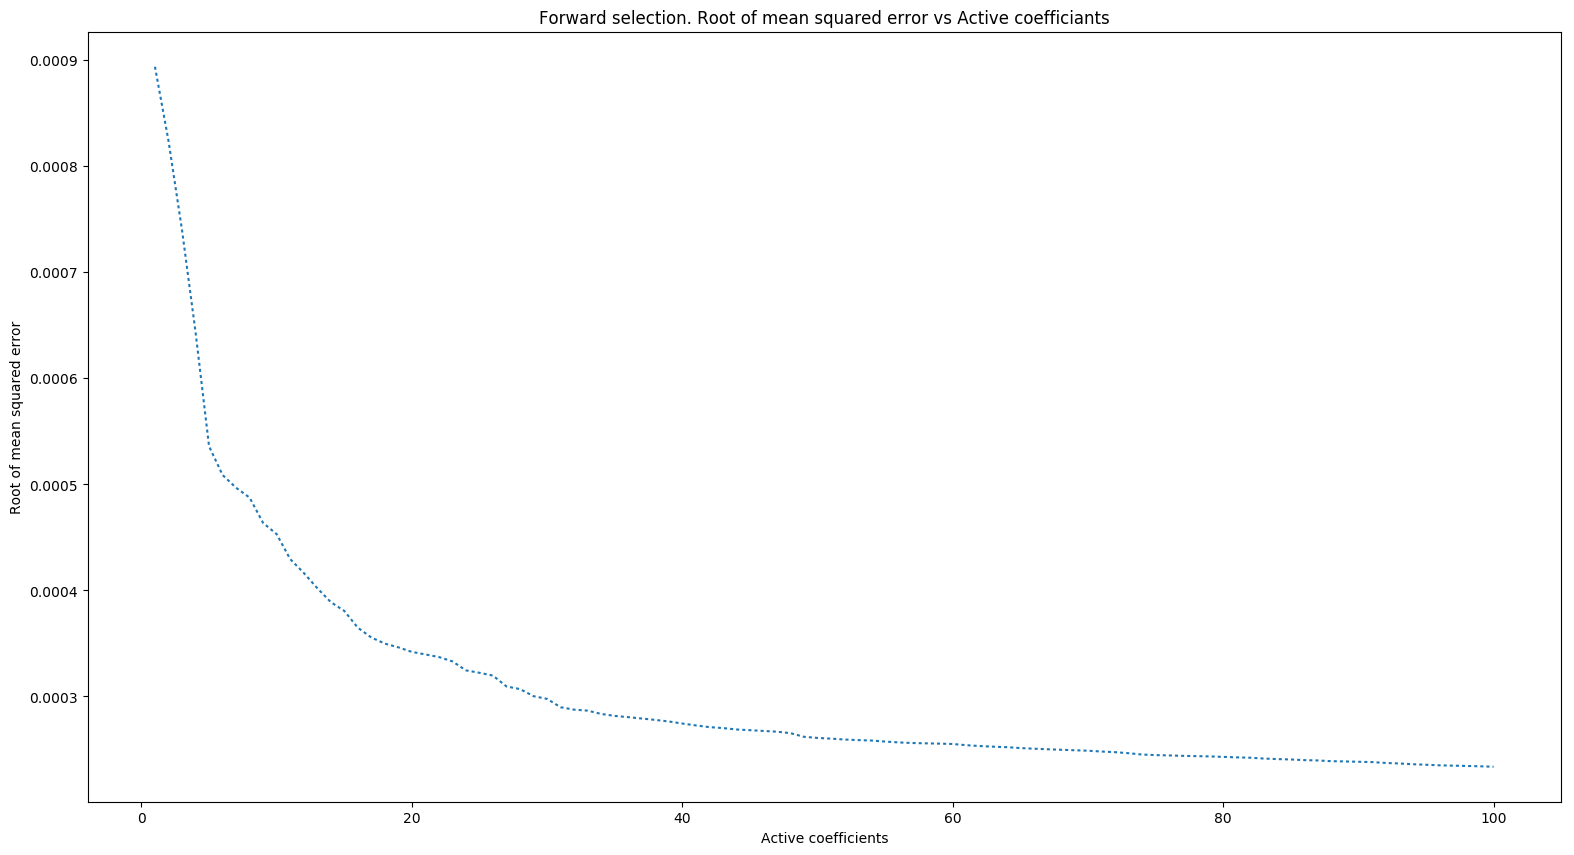 Forward selection. Root of mean squared error vs Active coefficiants
0.0009
0.0008
0.0007
0.0006
0.0005
0.0004
0.0003
Root of mean squared error
0 20 40 60 80 100
Active coefficients